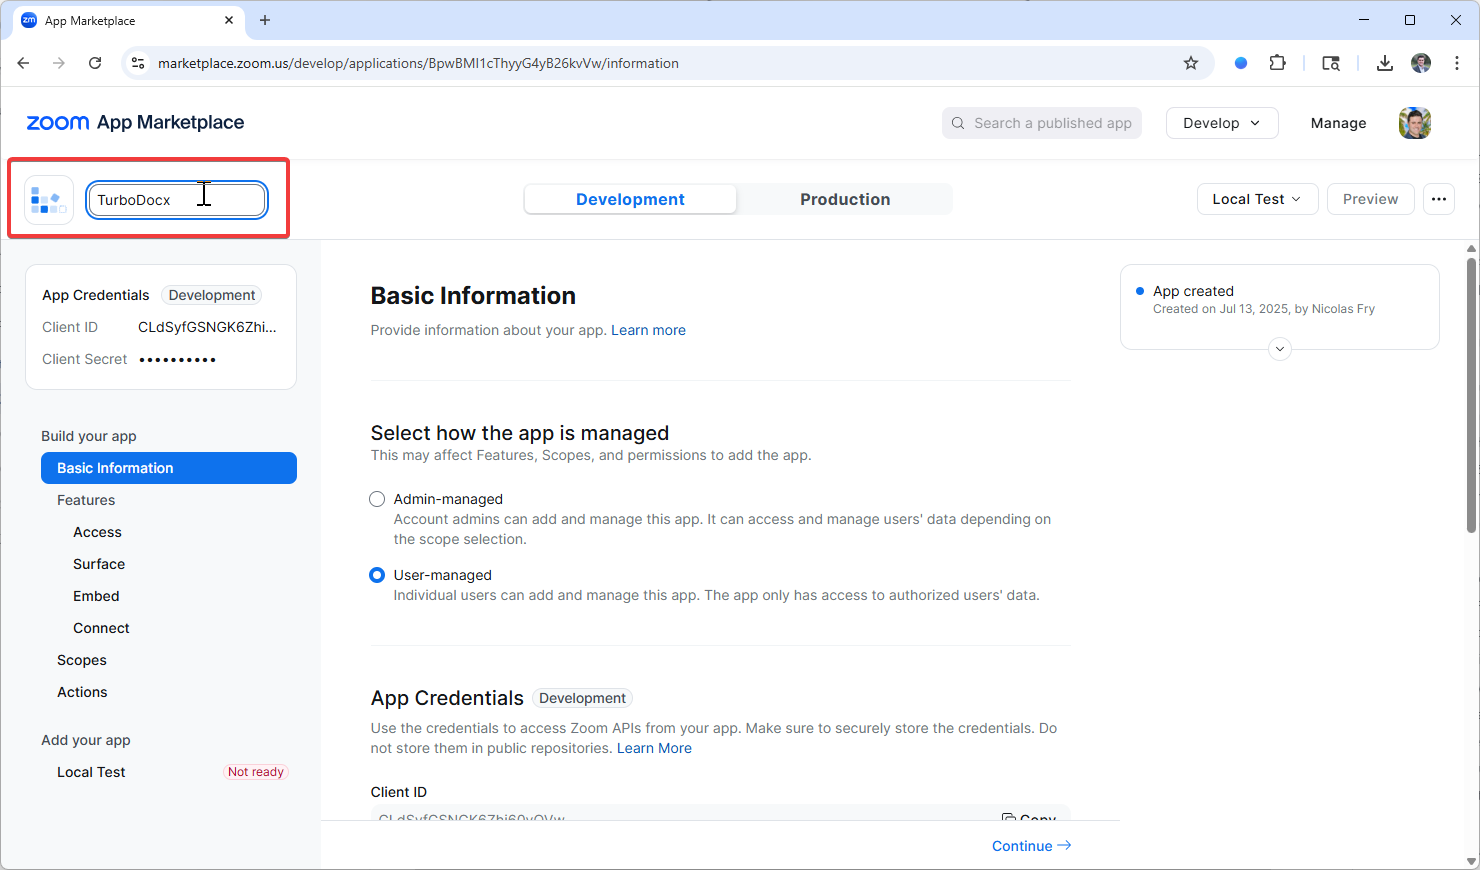 zm App Marketplace
marketplace.zoom.us/develop/applications/BpwBMI1cThyyG4yB26kvVw/information
zoom App Marketplace
Search a published app
Develop
Manage
TurboDocx
Development
Production
Local Test
Preview
App Credentials Development
Client ID CLdSyfGSNGK6Zhi...
Client Secret ••••••••••
Build your app
Basic Information
Features
Access
Surface
Embed
Connect
Scopes
Actions
Add your app
Local Test Not ready
Basic Information
Provide information about your app. Learn more
Select how the app is managed
This may affect Features, Scopes, and permissions to add the app.
Admin-managed
Account admins can add and manage this app. It can access and manage users' data depending on
the scope selection.
User-managed
Individual users can add and manage this app. The app only has access to authorized users' data.
App Credentials Development
Use the credentials to access Zoom APIs from your app. Make sure to securely store the credentials. Do
not store them in public repositories. Learn More
Client ID
Copy
Continue
App created
Created on Jul 13, 2025, by Nicolas Fry